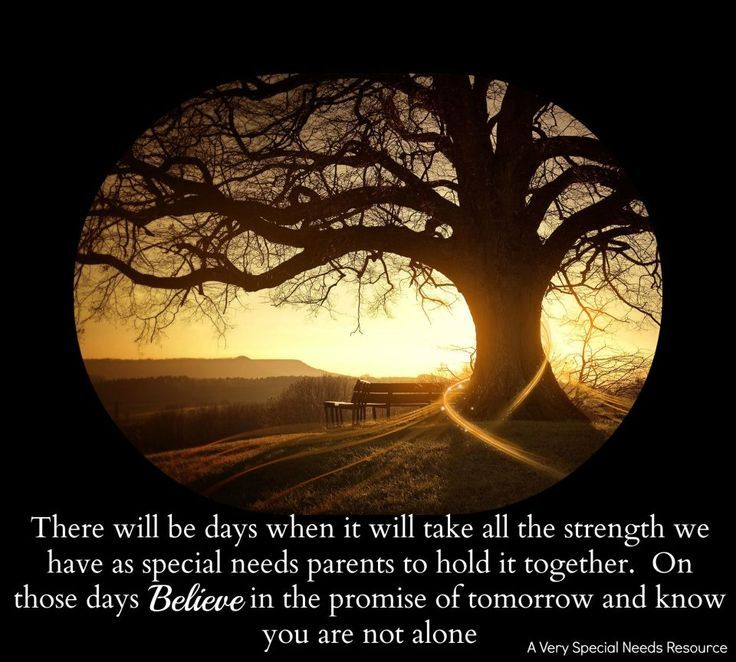 There will be days when it will take all the strength we
have as special needs parents to hold it together.  On
those days Believe in the promise of tomorrow and know
you are not alone
A Very Special Needs Resource